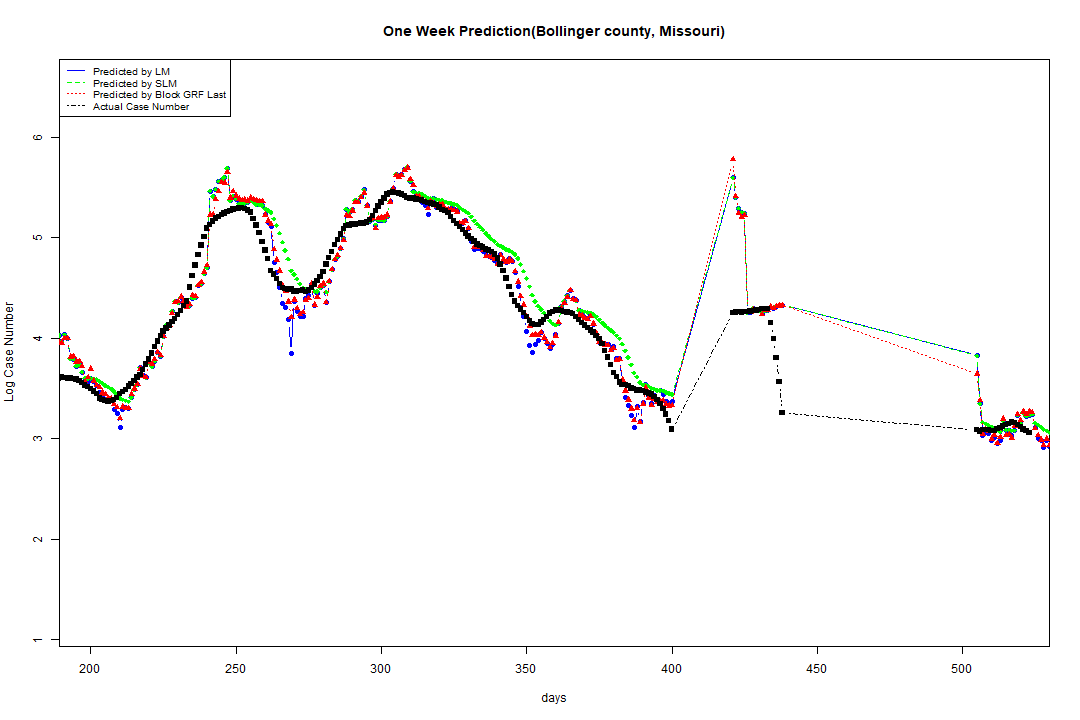 One Week Prediction(Bollinger county, Missouri)
Predicted by LM
Predicted by SLM
Predicted by Block GRF Last
Actual Case Number
6
5
4
3
2
1
Log Case Number
200 250 300 350 400 450 500
days